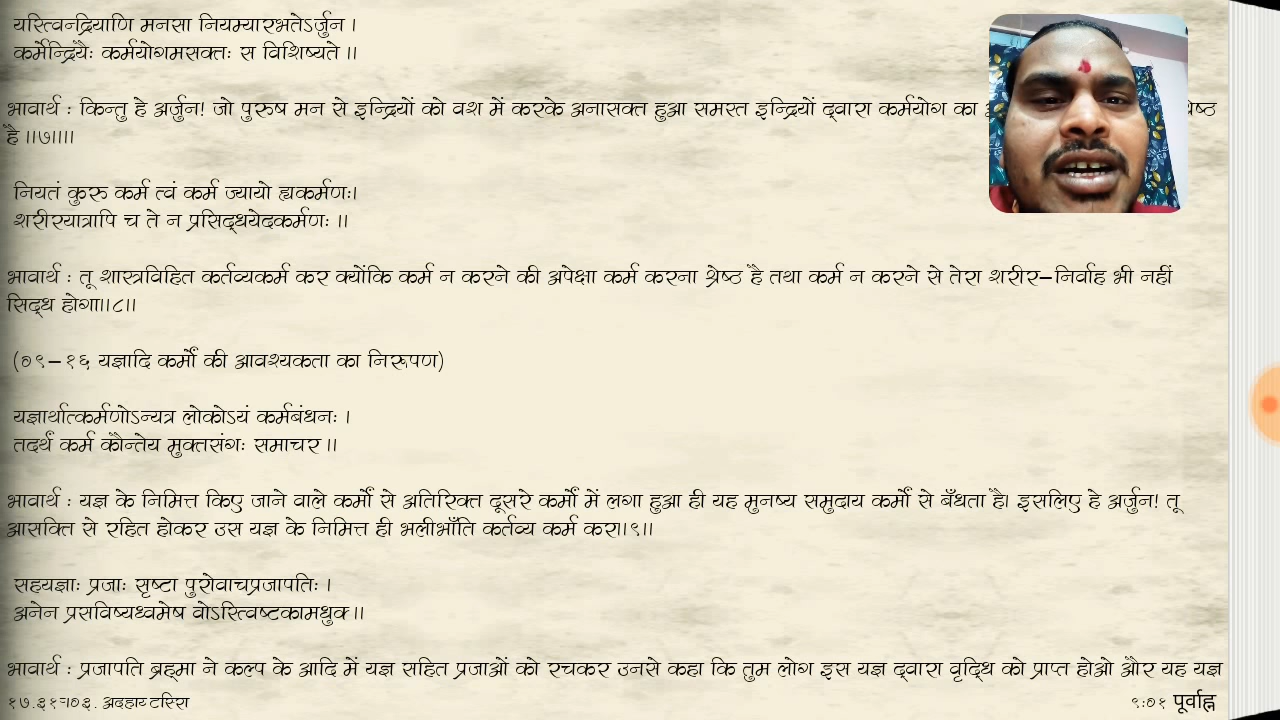 यस्त्विन्द्रियाणि मनसा नियम्यारभतेऽर्जुन ।
कर्मेन्द्रियैः कर्मयोगमसक्तः स विशिष्यते ।।
भावार्थ : किन्तु हे अर्जुन! जो पुरुष मन से इन्द्रियों को वश में करके अनासक्त हुआ समस्त इन्द्रियों द्वारा कर्मयोग का
है ।।७।।।।
नियतं कुरु कर्म त्वं कर्म ज्यायो ह्यकर्मणः।
शरीरयात्रापि च ते न प्रसिद्धयेदकर्मणः ।।
भावार्थ : तू शास्त्रविहित कर्तव्यकर्म कर क्योंकि कर्म न करने की अपेक्षा कर्म करना श्रेष्ठ है तथा कर्म न करने से तेरा शरीर-निर्वाह भी नहीं
सिद्ध होगा।।८।।
(०९-१६ यज्ञादि कर्मों की आवश्यकता का निरूपण)
यज्ञार्थात्कर्मणोऽन्यत्र लोकोऽयं कर्मबंधनः ।
तदर्थं कर्म कौन्तेय मुक्तसंगः समाचर ।।
भावार्थ : यज्ञ के निमित्त किए जाने वाले कर्मों से अतिरिक्त दूसरे कर्मों में लगा हुआ ही यह मुनष्य समुदाय कर्मों से बँधता है। इसलिए हे अर्जुन! तू
आसक्ति से रहित होकर उस यज्ञ के निमित्त ही भलीभाँति कर्तव्य कर्म कर।।९।।
सहयज्ञाः प्रजाः सृष्टा पुरोवाचप्रजापतिः ।
अनेन प्रसविष्यध्वमेष वोऽस्त्विष्टकामधुक ।।
भावार्थ : प्रजापति ब्रह्मा ने कल्प के आदि में यज्ञ सहित प्रजाओं को रचकर उनसे कहा कि तुम लोग इस यज्ञ द्वारा वृद्धि को प्राप्त होओ और यह यज्ञ
९:०१ पूर्वाह्न